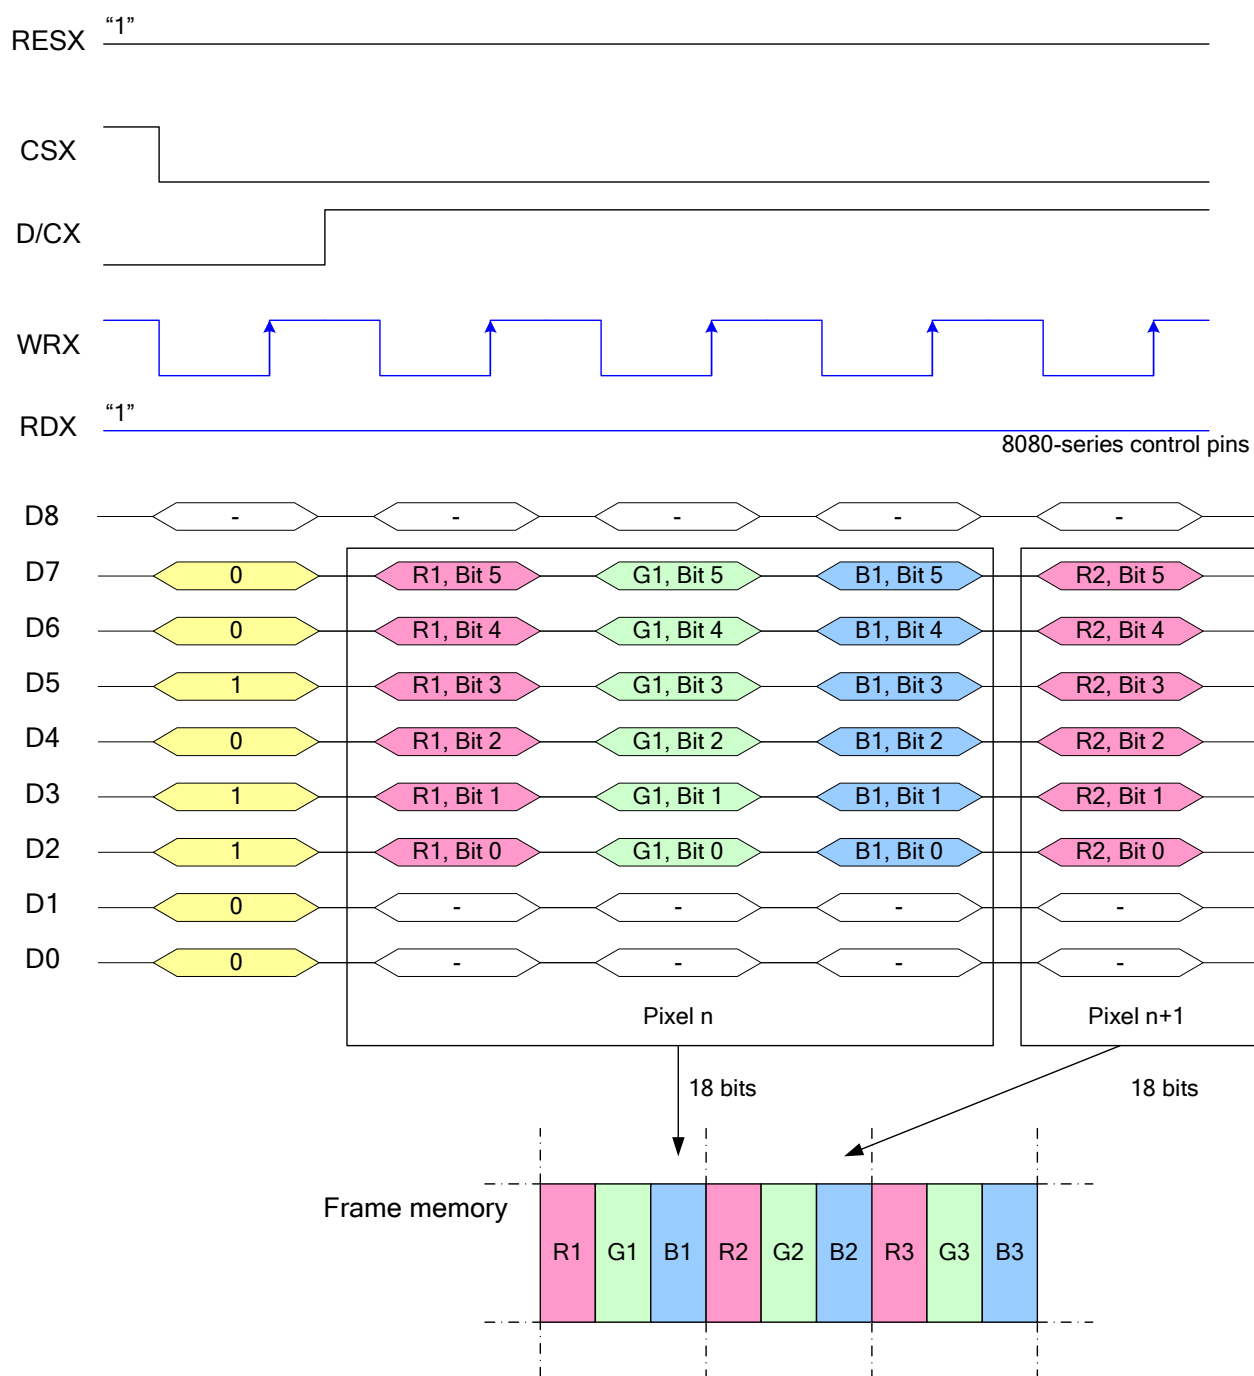 RESX “1”
CSX
D/CX
WRX
RDX “1”
8080-series control pins
D8 - - - - -
D7 0 R1, Bit 5 G1, Bit 5 B1, Bit 5 R2, Bit 5
D6 0 R1, Bit 4 G1, Bit 4 B1, Bit 4 R2, Bit 4
D5 1 R1, Bit 3 G1, Bit 3 B1, Bit 3 R2, Bit 3
D4 0 R1, Bit 2 G1, Bit 2 B1, Bit 2 R2, Bit 2
D3 1 R1, Bit 1 G1, Bit 1 B1, Bit 1 R2, Bit 1
D2 1 R1, Bit 0 G1, Bit 0 B1, Bit 0 R2, Bit 0
D1 0 - - - -
D0 0 - - - -
Pixel n Pixel n+1
18 bits 18 bits
Frame memory
R1 G1 B1 R2 G2 B2 R3 G3 B3